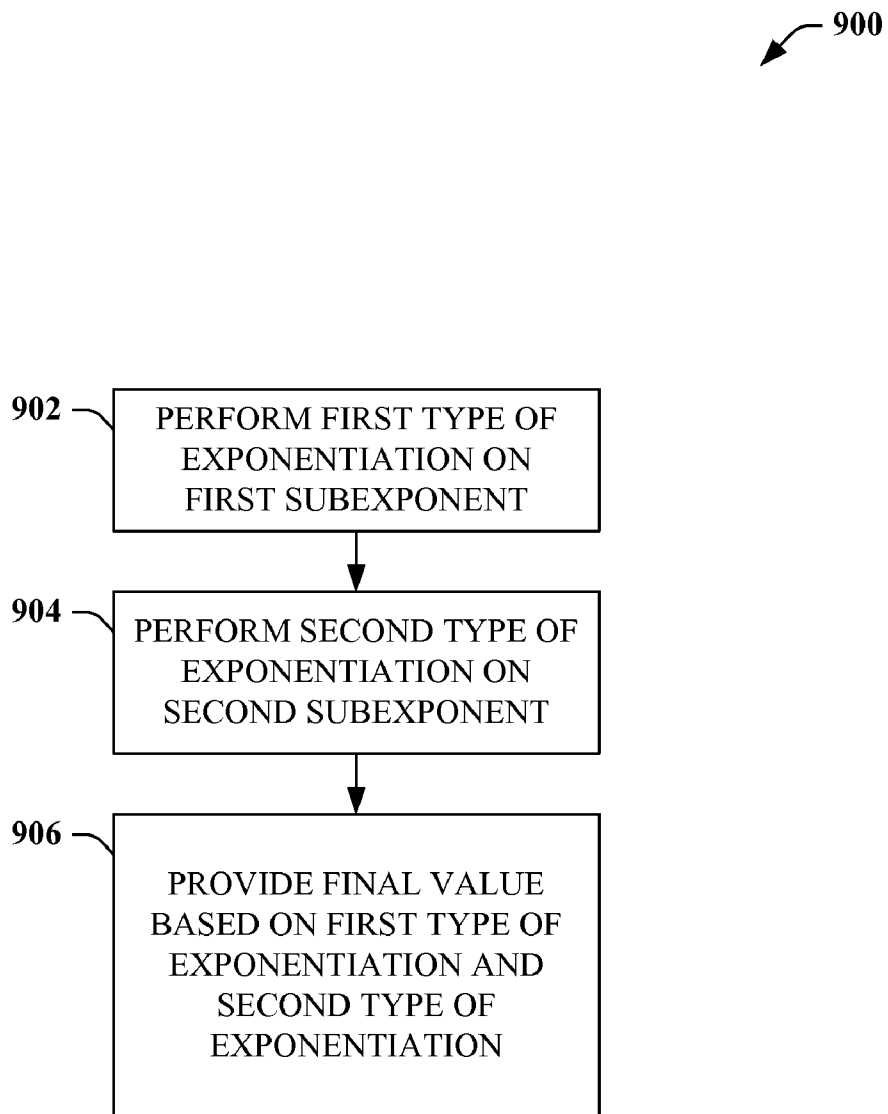 900
902
PERFORM FIRST TYPE OF
EXPONENTIATION ON
FIRST SUBEXPONENT
904
PERFORM SECOND TYPE OF
EXPONENTIATION ON
SECOND SUBEXPONENT
906
PROVIDE FINAL VALUE
BASED ON FIRST TYPE OF
EXPONENTIATION AND
SECOND TYPE OF
EXPONENTIATION